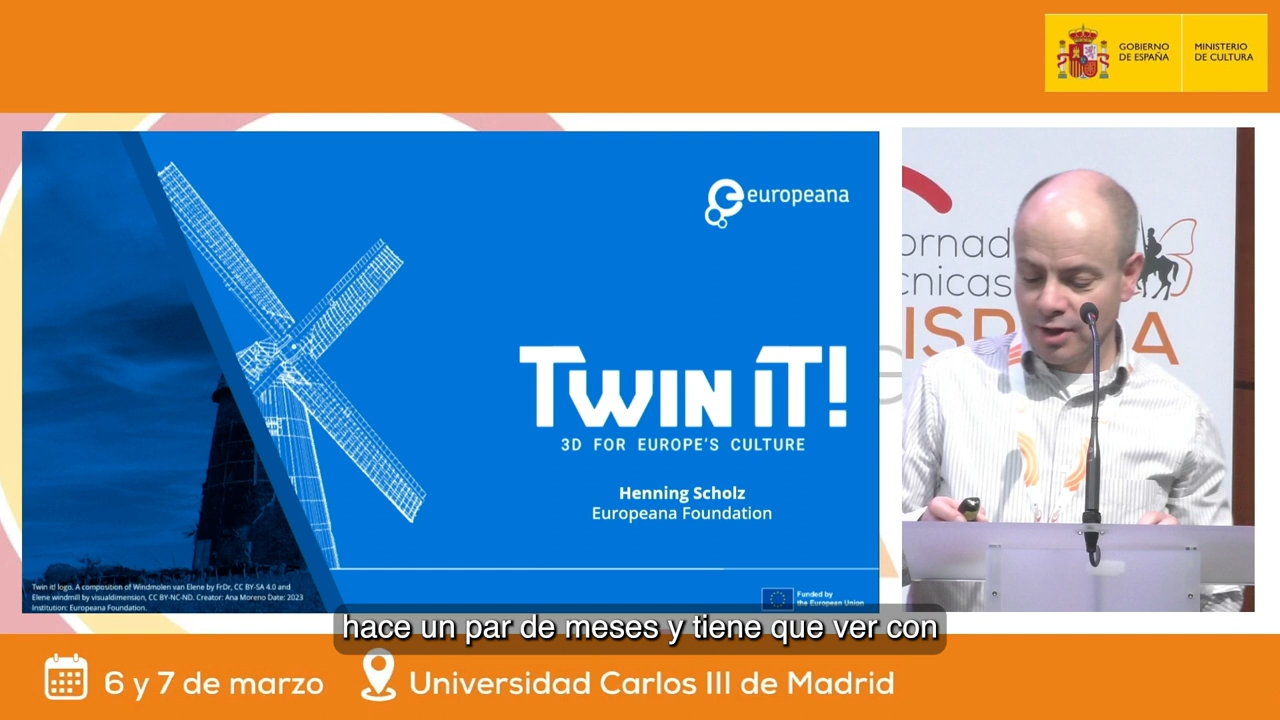 GOBIERNO
DE ESPAÑA
MINISTERIO
DE CULTURA
europeana
TWIN IT!
3D FOR EUROPE'S CULTURE
Henning Scholz
Europeana Foundation
Twin it! logo. A composition of Windmolen van Elene by FrDr, CC BY-SA 4.0 and
Elene windmill by visualdimension, CC BY-NC-ND. Creator: Ana Moreno Date: 2023
Institution: Europeana Foundation.
Funded by
the European Union
hace un par de meses y tiene que ver con
6 y 7 de marzo
Universidad Carlos III de Madrid